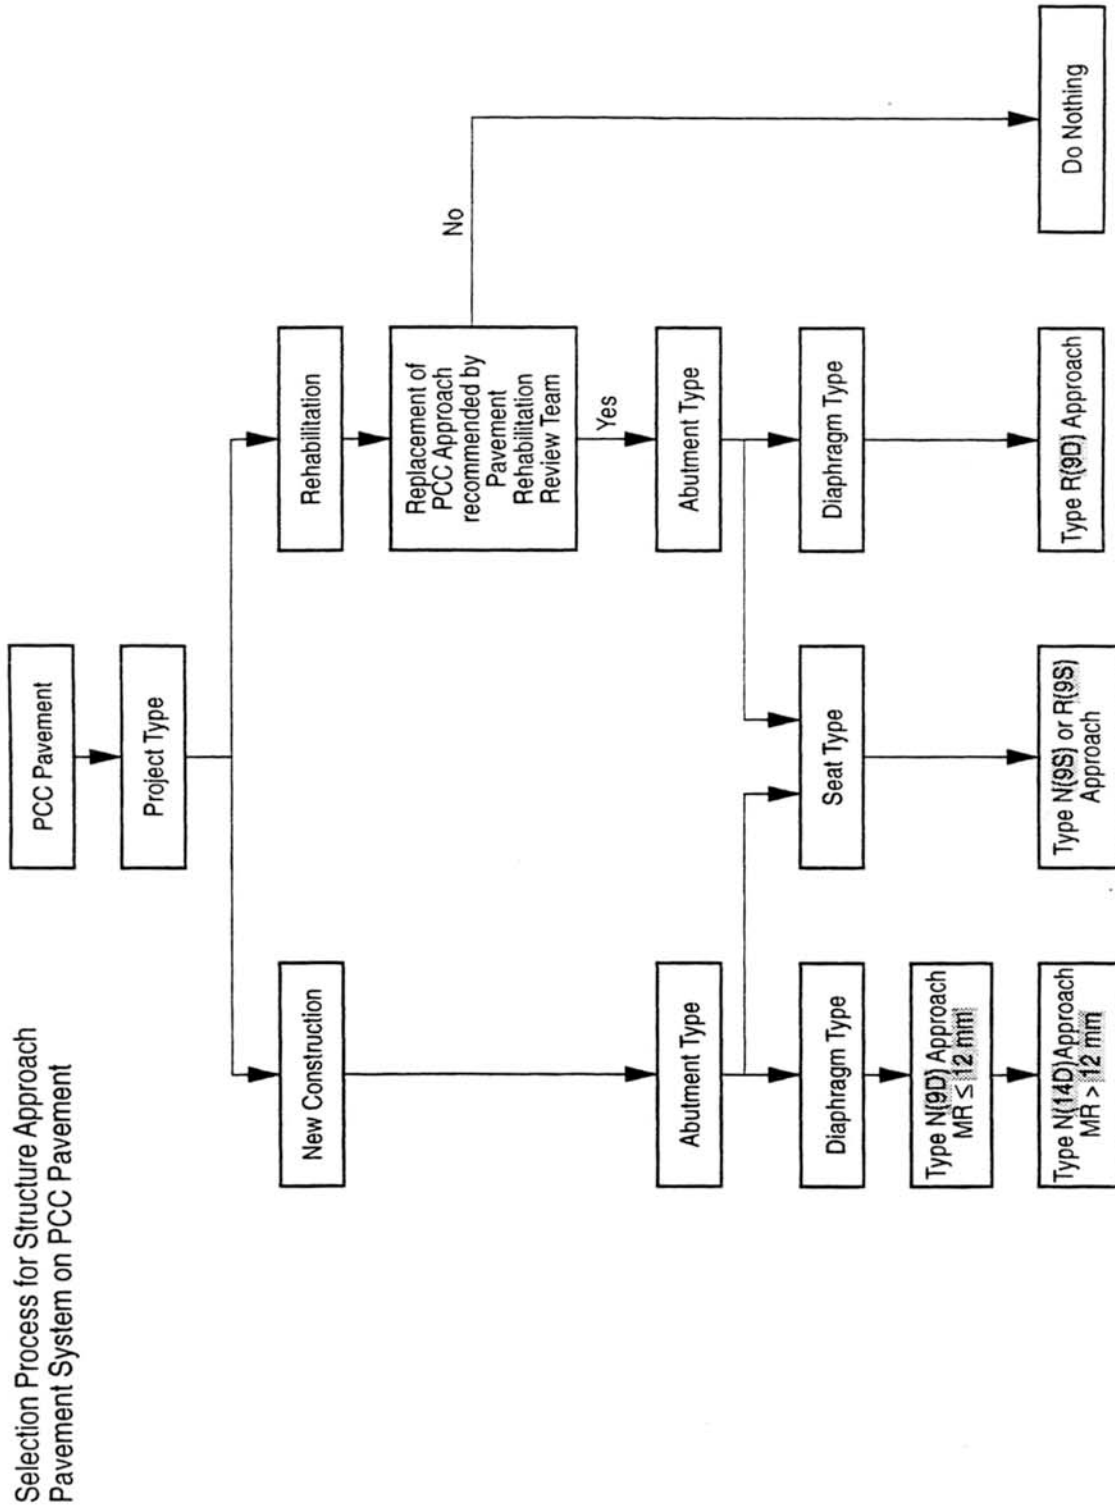 Selection Process for Structure Approach
Pavement System on PCC Pavement
PCC Pavement
Project Type
New Construction
Rehabilitation
Replacement of
PCC Approach
recommended by
Pavement
Rehabilitation
Review Team
No
Yes
Abutment Type
Abutment Type
Diaphragm Type
Seat Type
Diaphragm Type
Type N(9D) Approach
MR ≤ 12 mm
Type N(14D)Approach
MR > 12 mm
Type N(9S) or R(9S)
Approach
Type R(9D) Approach
Do Nothing